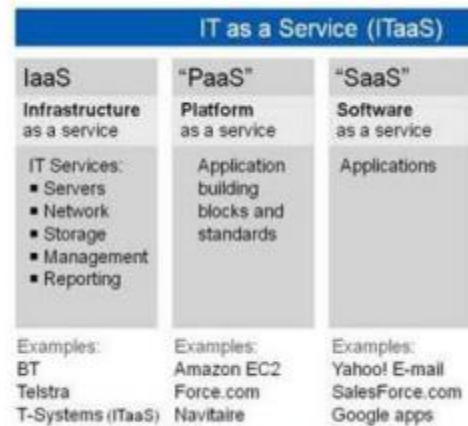 IT as a Service (ITaaS)
IaaS
Infrastructure
as a service
IT Services:
▪ Servers
▪ Network
▪ Storage
▪ Management
▪ Reporting
Examples:
BT
Telstra
T-Systems (ITaaS)
"PaaS"
Platform
as a service
Application
building
blocks and
standards
Examples:
Amazon EC2
Force.com
Navitaire
"SaaS"
Software
as a service
Applications
Examples:
Yahoo! E-mail
SalesForce.com
Google apps